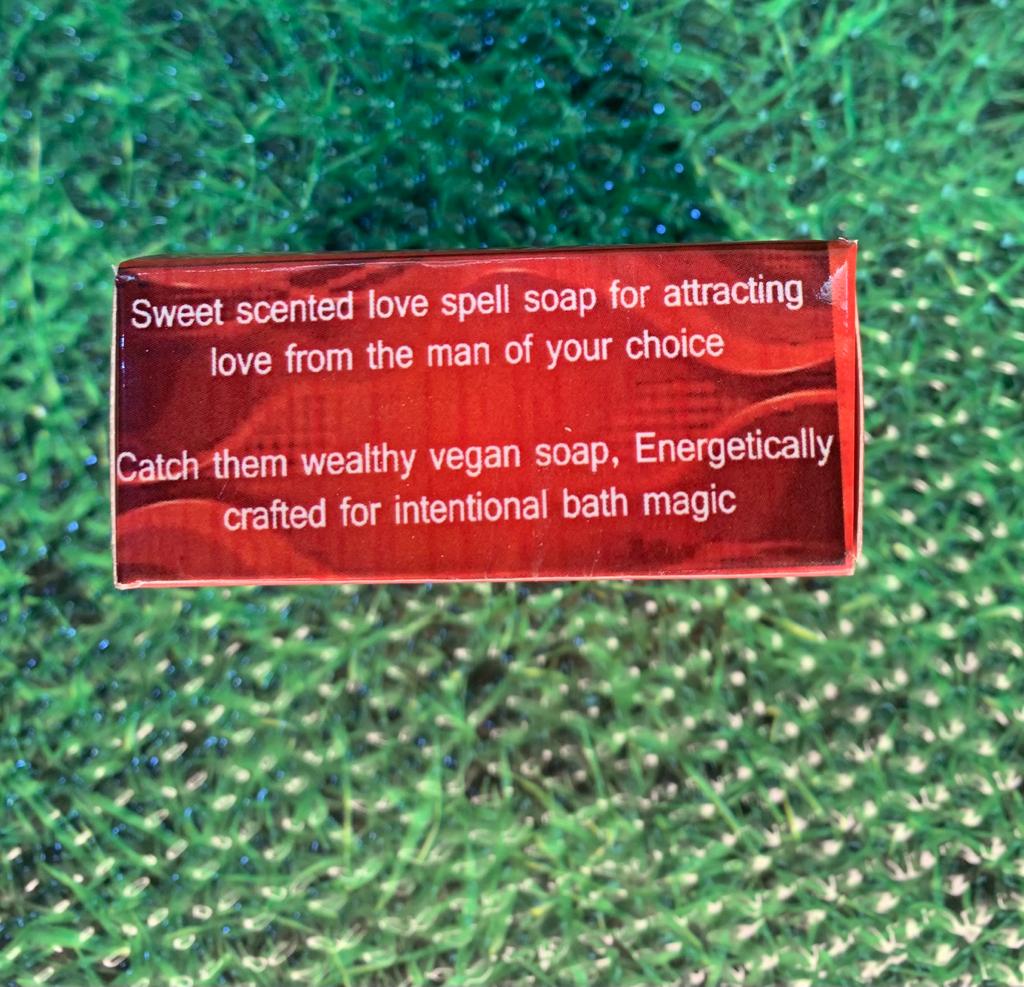 Sweet scented love spell soap for attracting
love from the man of your choice
Catch them wealthy vegan soap, Energetically
crafted for intentional bath magic